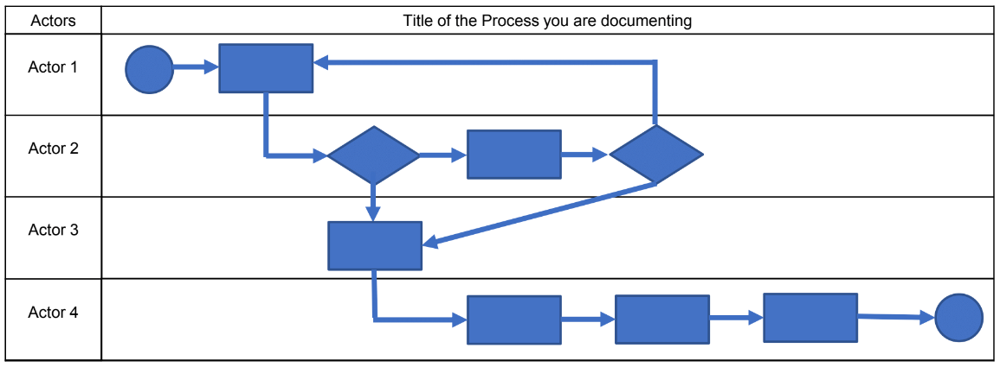 Actors
Title of the Process you are documenting
Actor 1
Actor 2
Actor 3
Actor 4